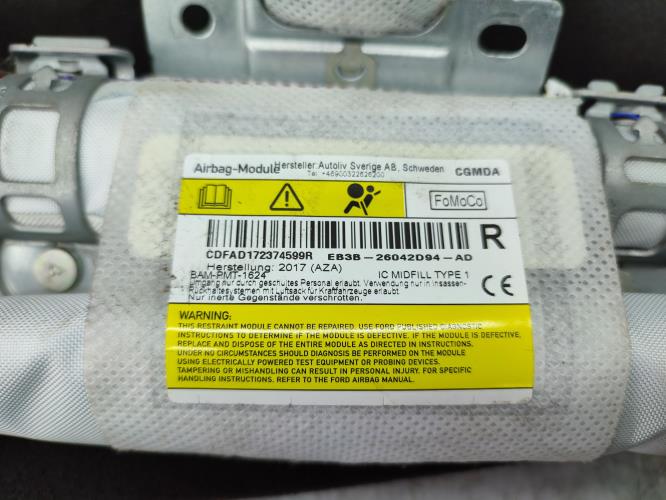 Airbag-Module Hersteller: Autoliv Sverige AB, Schweden CGMDA
Tel: +46900322626200
FoMoCo
R
CDFAD172374599R EB3B-26042D94-AD
Herstellung: 2017 (AZA)
BAM-PMT-1624 IC MIDFILL TYPE 1
Umgang nur durch geschultes Personal erlaubt. Verwendung nur in Insassen-
Rückhaltesystemen mit Luftsack für Kraftfahrzeuge erlaubt.
Nur inerte Gegenstände verschrotten.
CE
WARNING:
THIS RESTRAINT MODULE CANNOT BE REPAIRED. USE FORD PUBLISHED DIAGNOSTIC
INSTRUCTIONS TO DETERMINE IF THE MODULE IS DEFECTIVE. IF THE MODULE IS DEFECTIVE,
REPLACE AND DISPOSE OF THE ENTIRE MODULE AS DIRECTED IN INSTRUCTIONS.
UNDER NO CIRCUMSTANCES SHOULD DIAGNOSIS BE PERFORMED ON THE MODULE
USING ELECTRICALLY POWERED TEST EQUIPMENT OR PROBING DEVICES.
TAMPERING OR MISHANDLING CAN RESULT IN PERSONAL INJURY. FOR SPECIFIC
HANDLING INSTRUCTIONS. REFER TO THE FORD AIRBAG MANUAL.